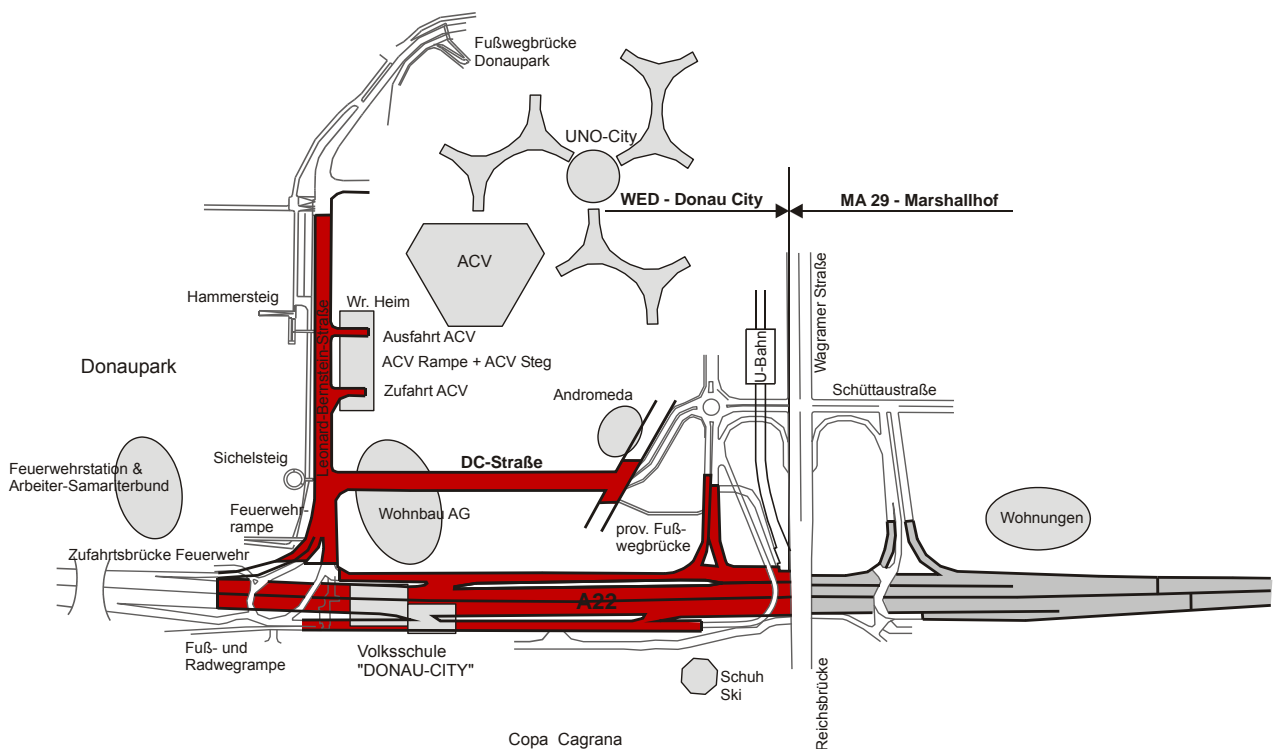 Fußwegbrücke
Donaupark
UNO-City
WED - Donau City
MA 29 - Marshallhof
ACV
Wagramer Straße
Hammersteig
Wr. Heim
Leonard-Bernstein-Straße
Ausfahrt ACV
U-Bahn
ACV Rampe + ACV Steg
Donaupark
Zufahrt ACV
Andromeda
Schüttaustraße
Sichelsteig
DC-Straße
Feuerwehrstation &
Arbeiter-Samariterbund
Feuerwehr-
rampe
Wohnbau AG
prov. Fuß-
wegbrücke
Wohnungen
Zufahrtsbrücke Feuerwehr
A22
Fuß- und
Radwegrampe
Volksschule
"DONAU-CITY"
Schuh
Ski
Reichsbrücke
Copa Cagrana